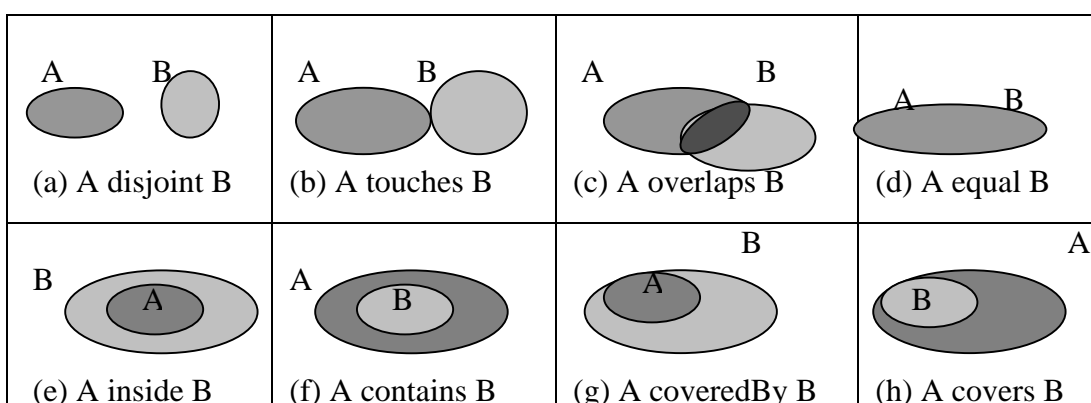 A B
(a) A disjoint B
A B
(b) A touches B
A B
(c) A overlaps B
A B
(d) A equal B
B A
(e) A inside B
A B
(f) A contains B
B
A
(g) A coveredBy B
A
B
(h) A covers B